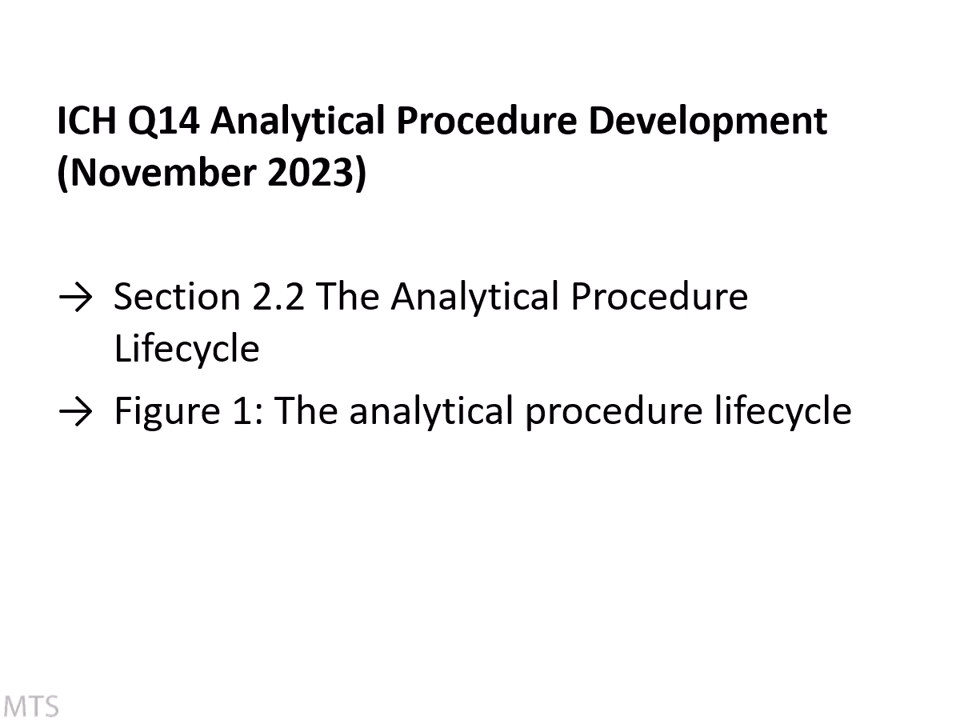 ICH Q14 Analytical Procedure Development
(November 2023)
→ Section 2.2 The Analytical Procedure
Lifecycle
→ Figure 1: The analytical procedure lifecycle
MTS